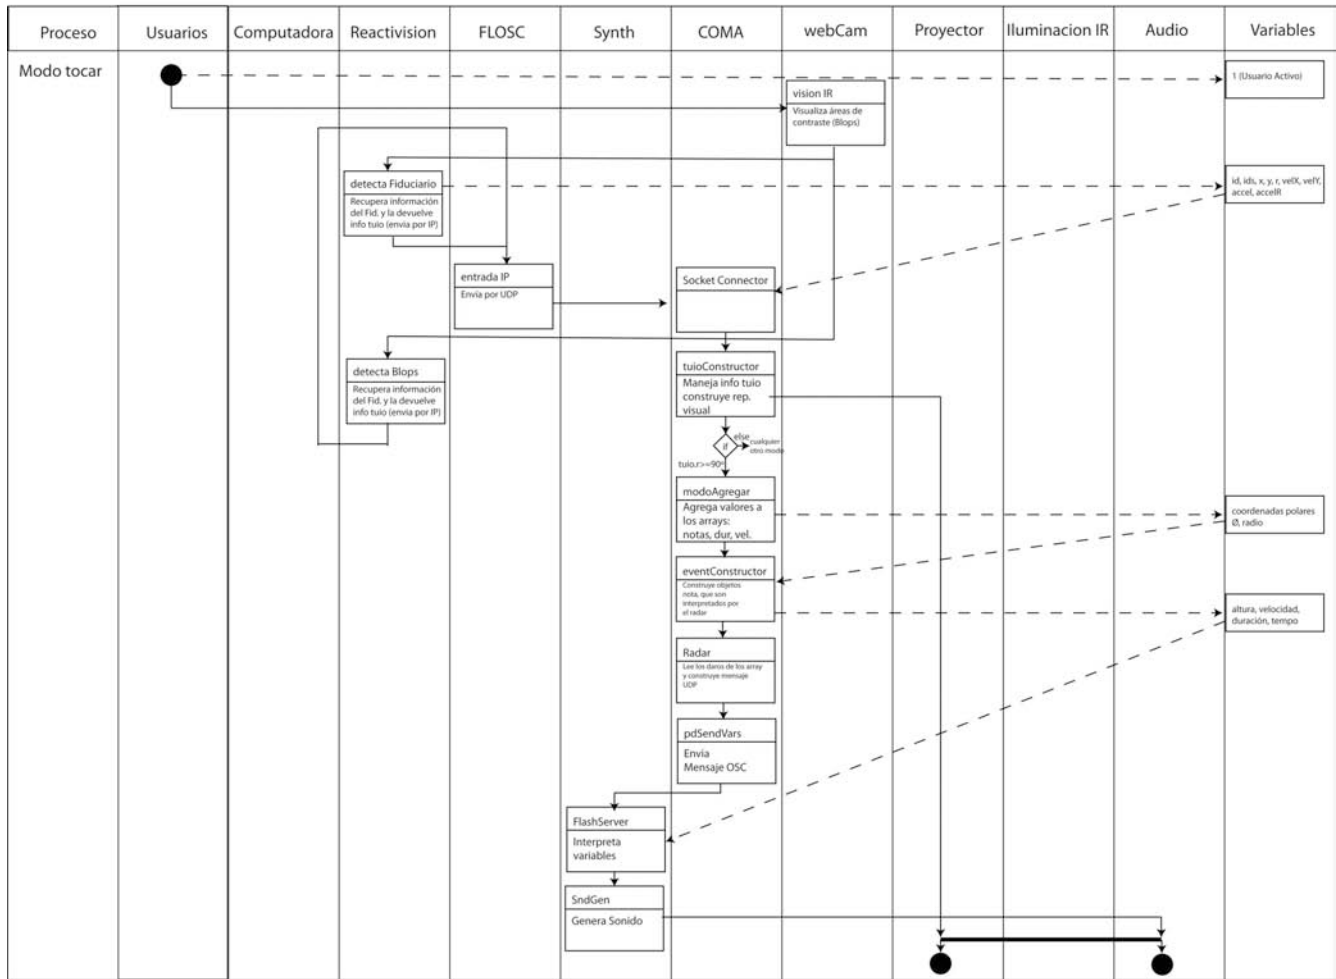 Proceso
Usuarios
Computadora
Reactivision
FLOSC
Synth
COMA
webCam
Proyector
Iluminacion IR
Audio
Variables
Modo tocar
1 (Usuario Activo)
vision IR
Visualiza áreas de
contraste (Blops)
detecta Fiduciario
Recupera información
del Fid. y la devuelve
info tuio (envia por IP)
id, ids, x, y, r, velX, velY,
accel, accelR
entrada IP
Envía por UDP
Socket Connector
detecta Blops
Recupera información
del Fid. y la devuelve
info tuio (envia por IP)
tuioConstructor
Maneja info tuio
construye rep.
visual
if
else
cualquier
otro modo
tuio.r>=90º
modoAgregar
Agrega valores a
los arrays:
notas, dur, vel.
coordenadas polares
Ø, radio
eventConstructor
Construye objetos
nota, que son
interpretados por
el radar
altura, velocidad,
duración, tempo
Radar
Lee los daros de los array
y construye mensaje
UDP
pdSendVars
Envia
Mensaje OSC
FlashServer
Interpreta
variables
SndGen
Genera Sonido